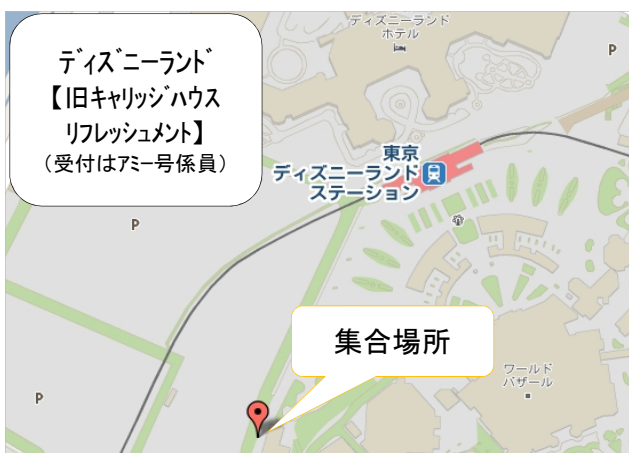 ディズニーランド
【旧キャリッジハウス
リフレッシュメント】
(受付はアミー号係員)
ディズニーランド
ホテル
P
東京
ディズニーランド
ステーション
P
集合場所
ワールド
バザール
P